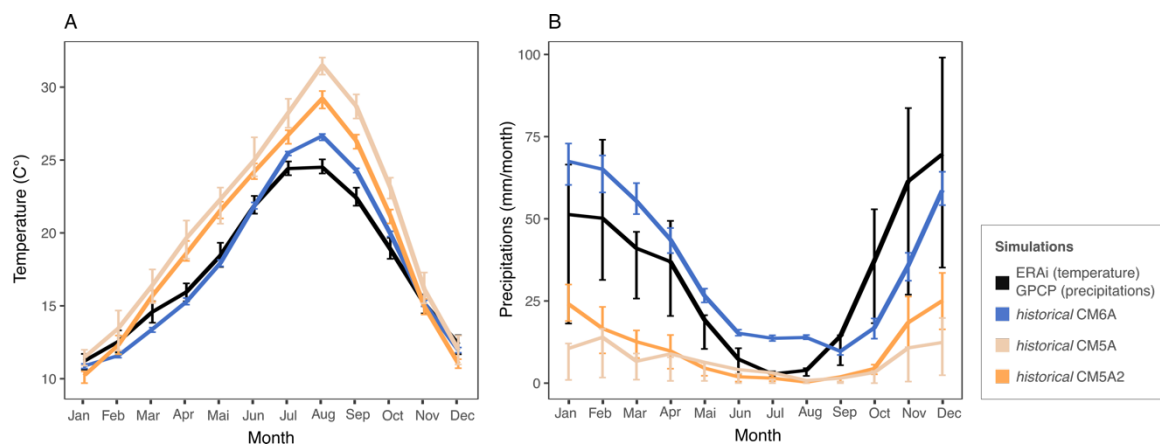 A
B
Temperature (C°)
30
25
20
15
10
Jan Feb Mar Apr Mai Jun Jul Aug Sep Oct Nov Dec
Month
Precipitations (mm/month)
100
75
50
25
0
Jan Feb Mar Apr Mai Jun Jul Aug Sep Oct Nov Dec
Month
Simulations
ERAi (temperature)
GPCP (precipitations)
historical CM6A
historical CM5A
historical CM5A2